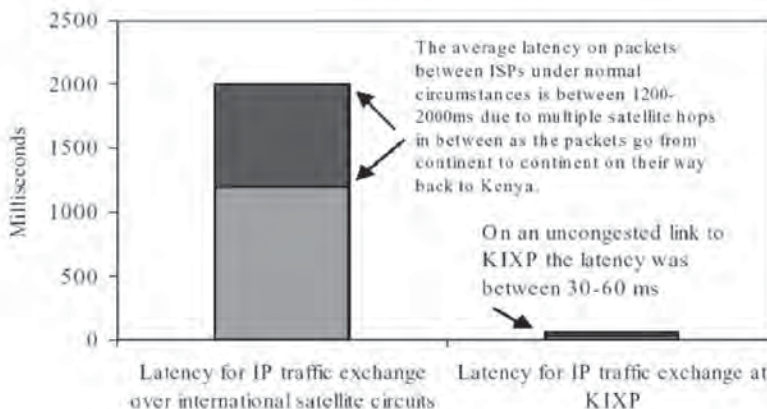 2500
2000
1500
1000
500
0
Milliseconds
The average latency on packets
between ISPs under normal
circumstances is between 1200-
2000ms due to multiple satellite hops
in between as the packets go from
continent to continent on their way
back to Kenya.
On an uncongested link to
KIXP the latency was
between 30-60 ms
Latency for IP traffic exchange
over international satellite circuits
Latency for IP traffic exchange at
KIXP